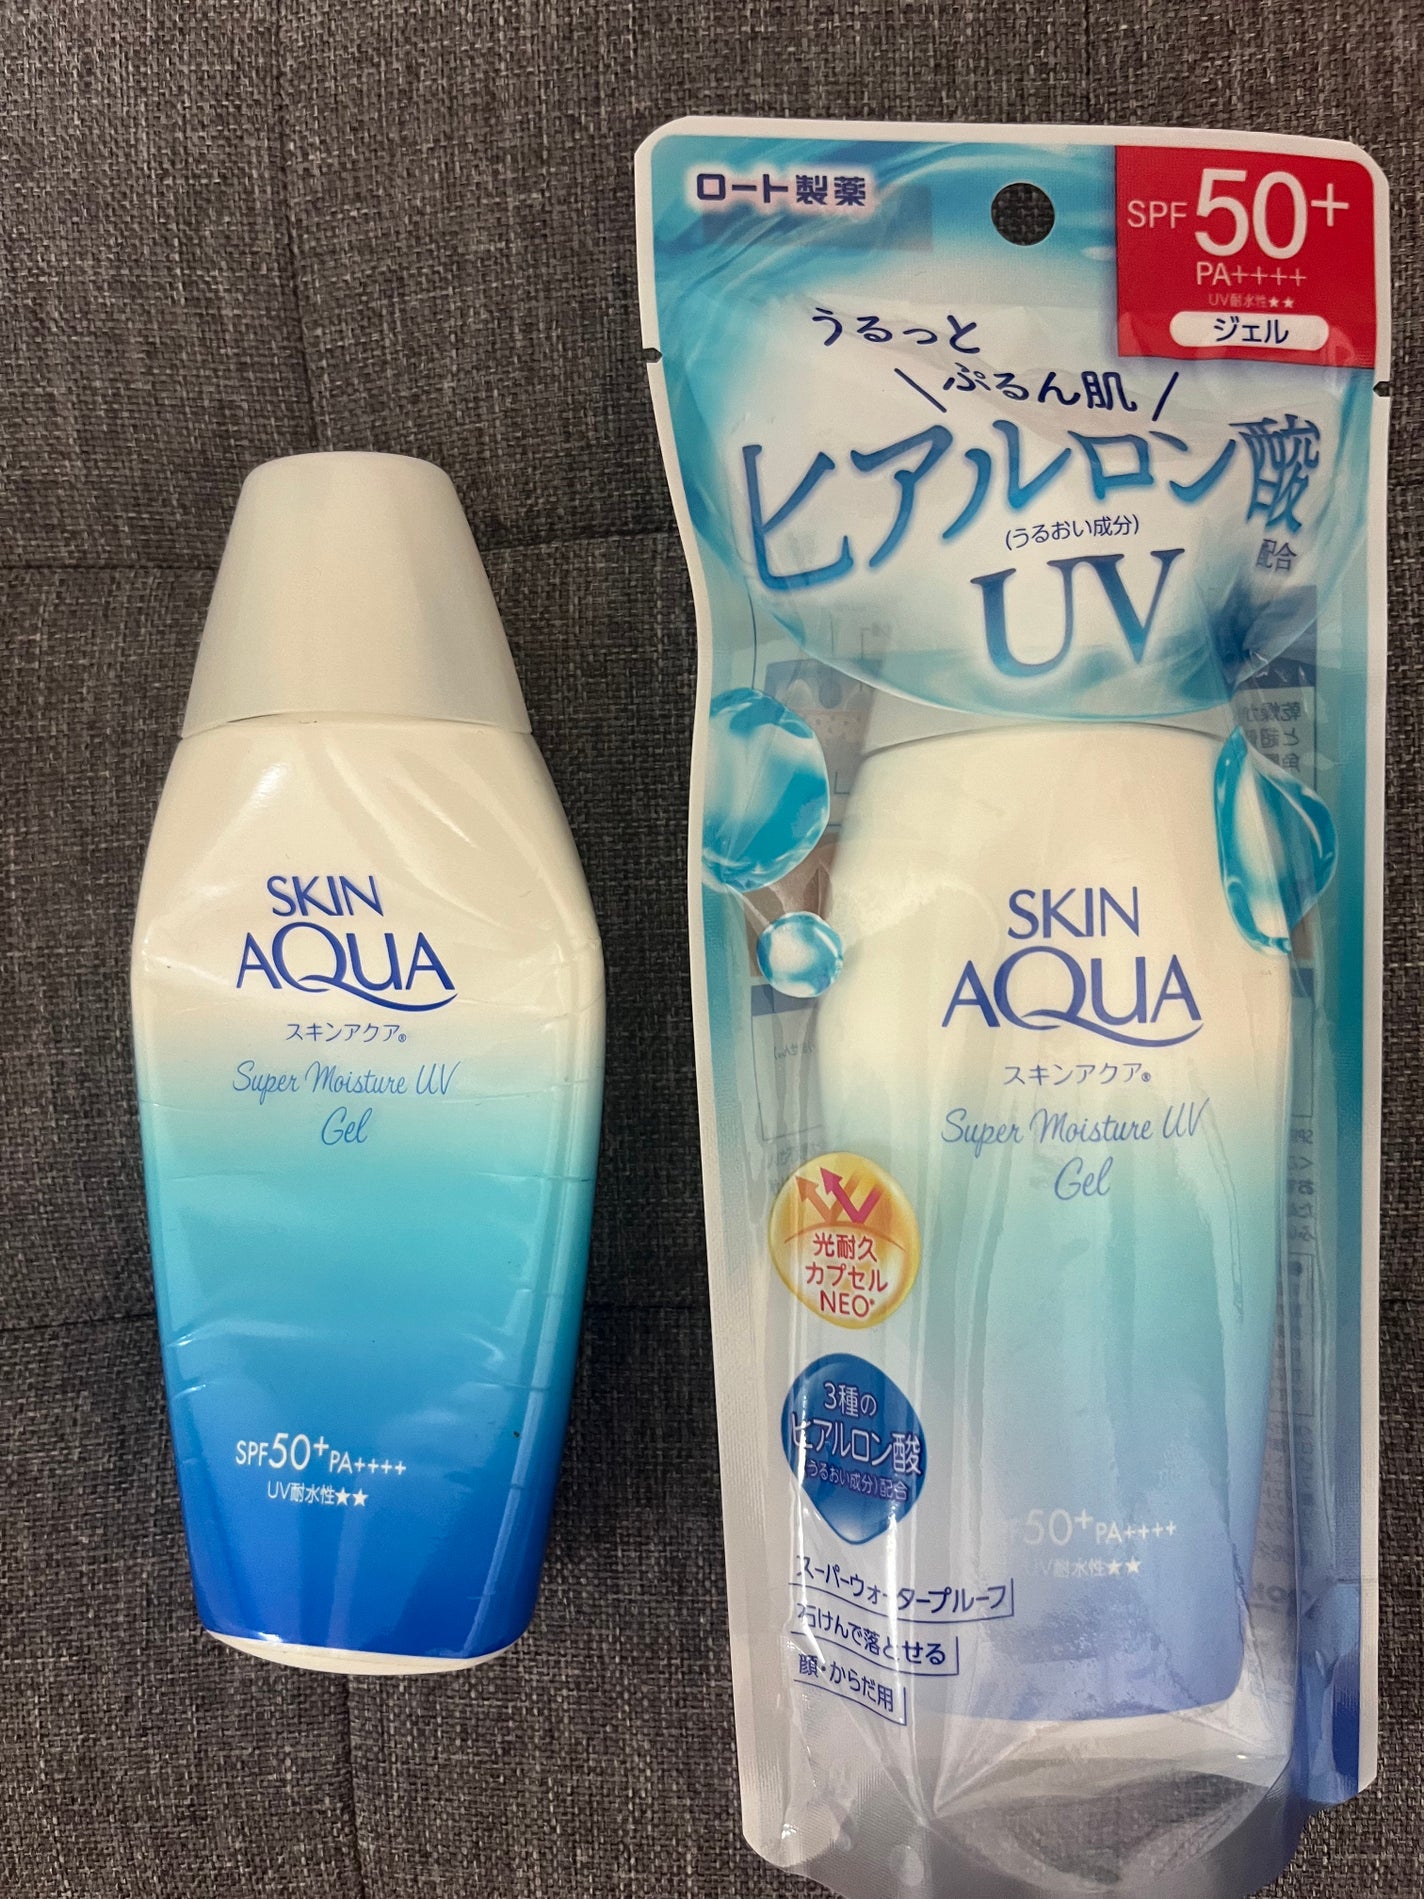 SKIN
AQUA
スキンアクア®
Super Moisture UV
Gel
SPF50+PA++++
UV耐水性★★
ロート製薬
SPF50+
PA++++
UV耐水性★★
ジェル
うるっと
\ぷるん肌/
ヒアルロン酸
(うるおい成分)
配合
UV
SKIN
AQUA
スキンアクア®
Super Moisture UV
Gel
光耐久
カプセル
NEO*
3種の
ヒアルロン酸
(うるおい成分)配合
50+PA++++
UV耐水性★★
スーパーウォータープルーフ
石けんで落とせる
顔・からだ用